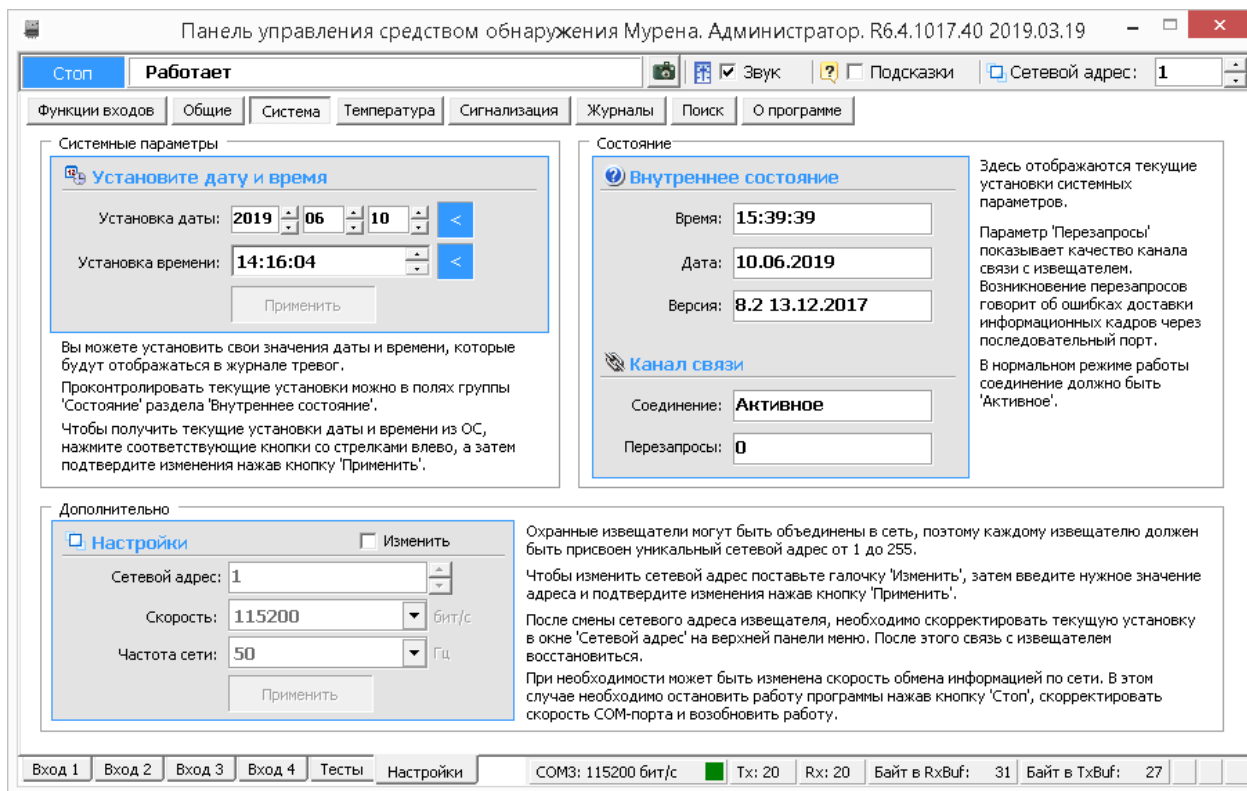 Панель управления средством обнаружения Мурена. Администратор. R6.4.1017.40 2019.03.19
Стоп Работает Звук Подсказки Сетевой адрес: 1
Функции входов Общие Система Температура Сигнализация Журналы Поиск О программе
Системные параметры
Установите дату и время
Установка даты: 2019 06 10 <
Установка времени: 14:16:04 <
Применить
Вы можете установить свои значения даты и времени, которые
будут отображаться в журнале тревог.
Проконтролировать текущие установки можно в полях группы
'Состояние' раздела 'Внутреннее состояние'.
Чтобы получить текущие установки даты и времени из ОС,
нажмите соответствующие кнопки со стрелками влево, а затем
подтвердите изменения нажав кнопку 'Применить'.
Состояние
Внутреннее состояние
Время: 15:39:39
Дата: 10.06.2019
Версия: 8.2 13.12.2017
Канал связи
Соединение: Активное
Перезапросы: 0
Здесь отображаются текущие
установки системных
параметров.
Параметр 'Перезапросы'
показывает качество канала
связи с извещателем.
Возникновение перезапросов
говорит об ошибках доставки
информационных кадров через
последовательный порт.
В нормальном режиме работы
соединение должно быть
'Активное'.
Дополнительно
Настройки Изменить
Сетевой адрес: 1
Скорость: 115200 бит/с
Частота сети: 50 Гц
Применить
Охранные извещатели могут быть объединены в сеть, поэтому каждому извещателю должен
быть присвоен уникальный сетевой адрес от 1 до 255.
Чтобы изменить сетевой адрес поставьте галочку 'Изменить', затем введите нужное значение
адреса и подтвердите изменения нажав кнопку 'Применить'.
После смены сетевого адреса извещателя, необходимо скорректировать текущую установку
в окне 'Сетевой адрес' на верхней панели меню. После этого связь с извещателем
восстановиться.
При необходимости может быть изменена скорость обмена информацией по сети. В этом
случае необходимо остановить работу программы нажав кнопку 'Стоп', скорректировать
скорость COM-порта и возобновить работу.
Вход 1 Вход 2 Вход 3 Вход 4 Тесты Настройки COM3: 115200 бит/с Tx: 20 Rx: 20 Байт в RxBuf: 31 Байт в TxBuf: 27